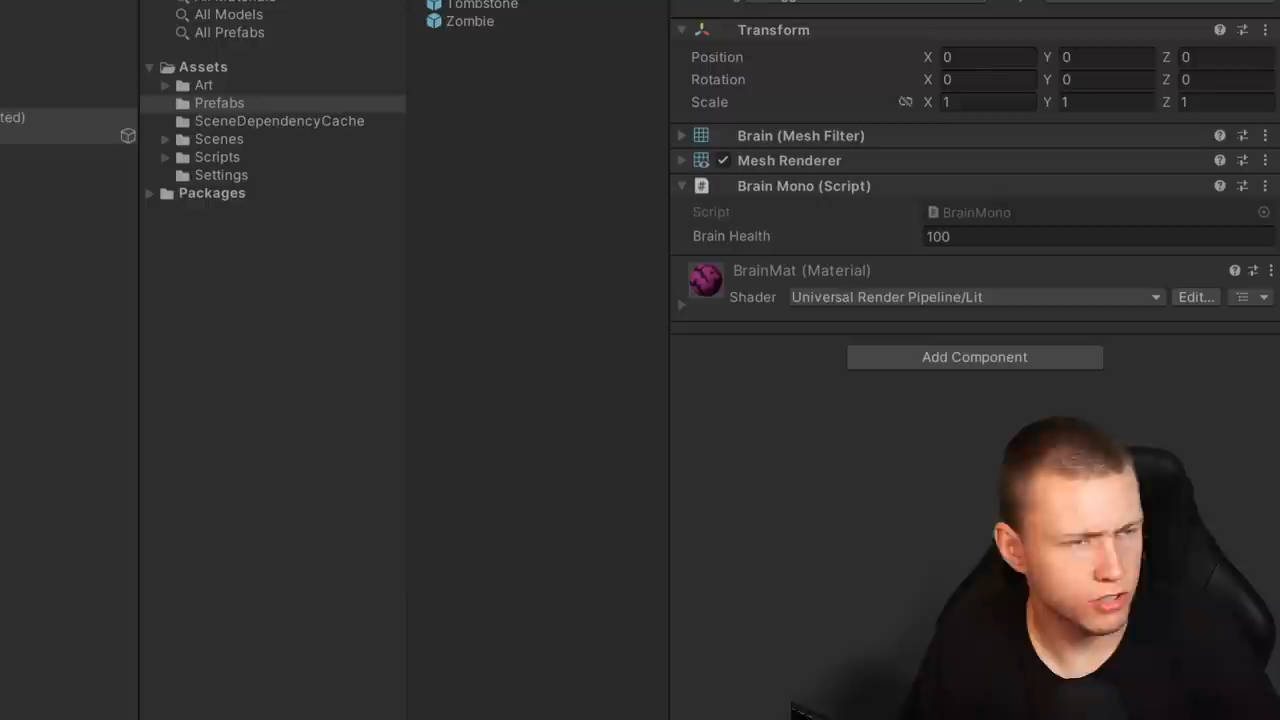 All Models
All Prefabs
Assets
Art
Prefabs
SceneDependencyCache
Scenes
Scripts
Settings
Packages
ted)
Tombstone
Zombie
Transform
Position X 0 Y 0 Z 0
Rotation X 0 Y 0 Z 0
Scale X 1 Y 1 Z 1
Brain (Mesh Filter)
Mesh Renderer
# Brain Mono (Script)
Script BrainMono
Brain Health 100
BrainMat (Material)
Shader Universal Render Pipeline/Lit Edit...
Add Component